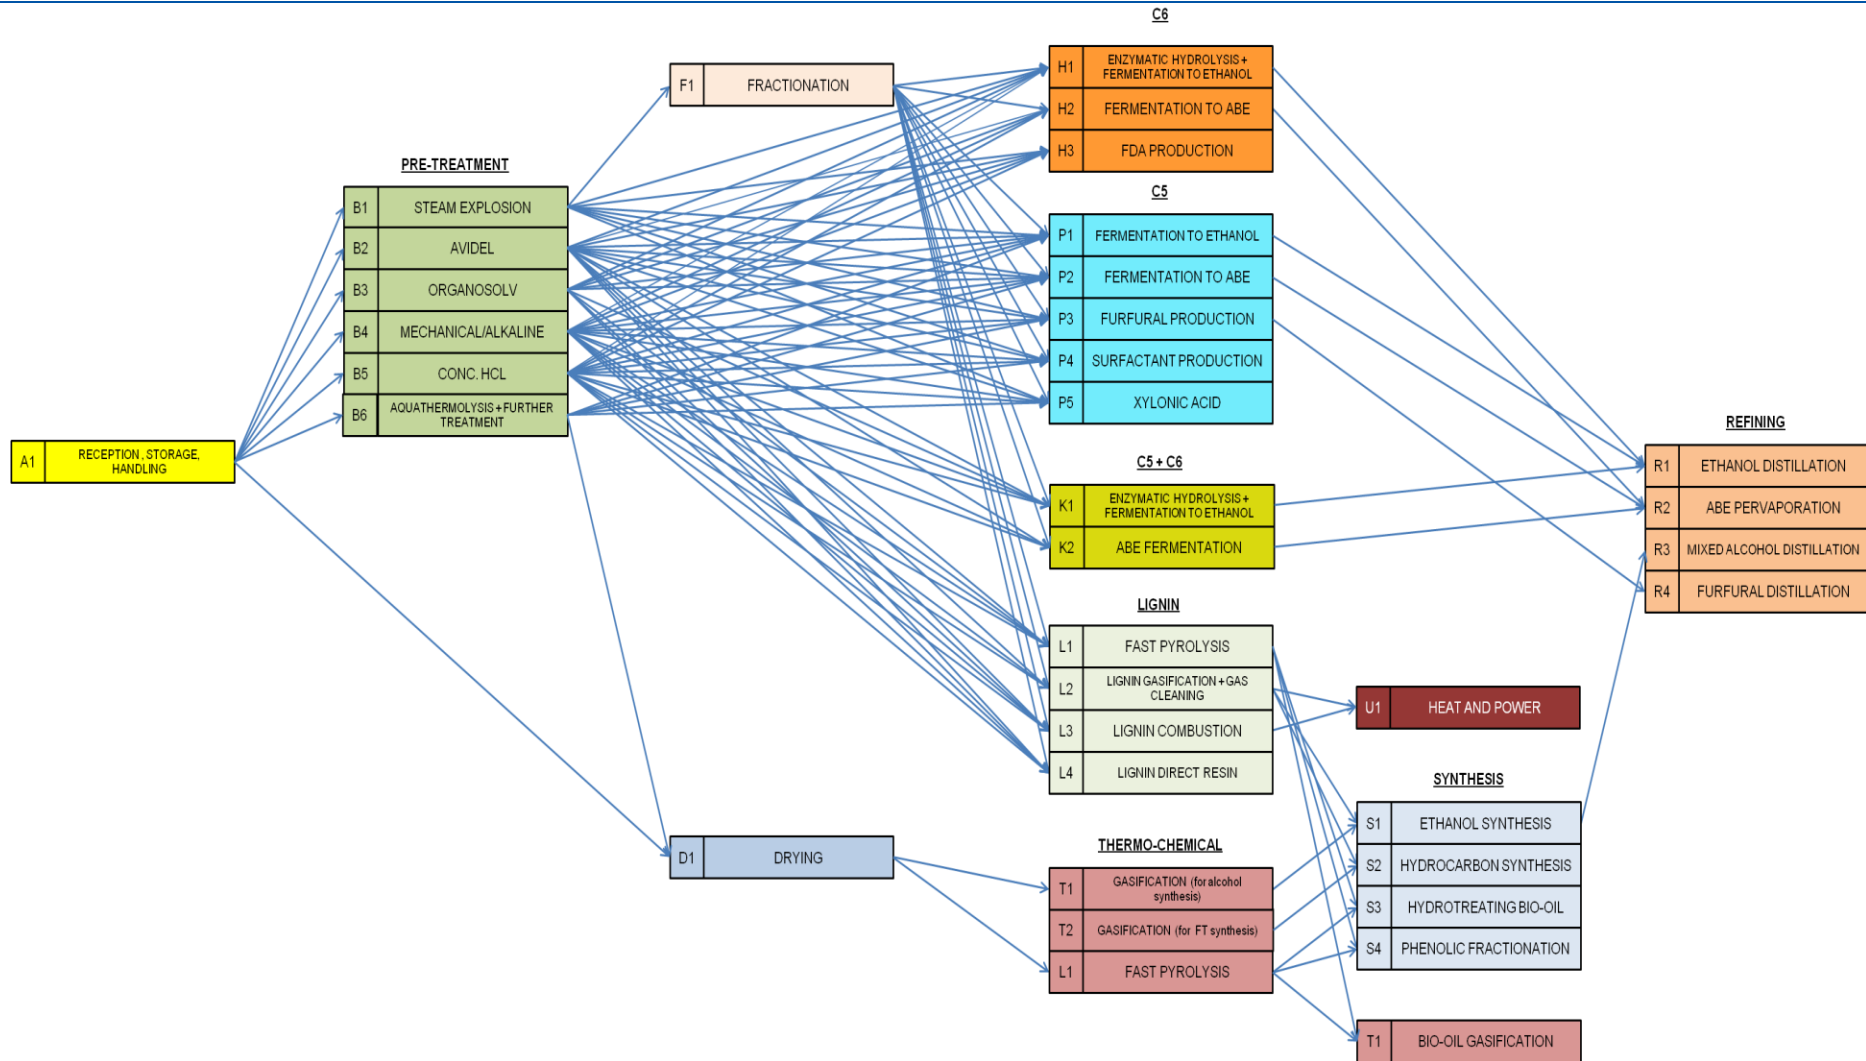 C6
H1 ENZYMATIC HYDROLYSIS +
FERMENTATION TO ETHANOL
H2 FERMENTATION TO ABE
H3 FDA PRODUCTION
F1 FRACTIONATION
PRE-TREATMENT
B1 STEAM EXPLOSION
B2 AVIDEL
B3 ORGANOSOLV
B4 MECHANICAL/ALKALINE
B5 CONC. HCL
B6 AQUATHERMOLYSIS + FURTHER
TREATMENT
A1 RECEPTION , STORAGE,
HANDLING
C5
P1 FERMENTATION TO ETHANOL
P2 FERMENTATION TO ABE
P3 FURFURAL PRODUCTION
P4 SURFACTANT PRODUCTION
P5 XYLONIC ACID
C5 + C6
K1 ENZYMATIC HYDROLYSIS +
FERMENTATION TO ETHANOL
K2 ABE FERMENTATION
REFINING
R1 ETHANOL DISTILLATION
R2 ABE PERVAPORATION
R3 MIXED ALCOHOL DISTILLATION
R4 FURFURAL DISTILLATION
LIGNIN
L1 FAST PYROLYSIS
L2 LIGNIN GASIFICATION + GAS
CLEANING
L3 LIGNIN COMBUSTION
L4 LIGNIN DIRECT RESIN
U1 HEAT AND POWER
SYNTHESIS
S1 ETHANOL SYNTHESIS
S2 HYDROCARBON SYNTHESIS
S3 HYDROTREATING BIO-OIL
S4 PHENOLIC FRACTIONATION
D1 DRYING
THERMO-CHEMICAL
T1 GASIFICATION (for alcohol
synthesis)
T2 GASIFICATION (for FT synthesis)
L1 FAST PYROLYSIS
T1 BIO-OIL GASIFICATION